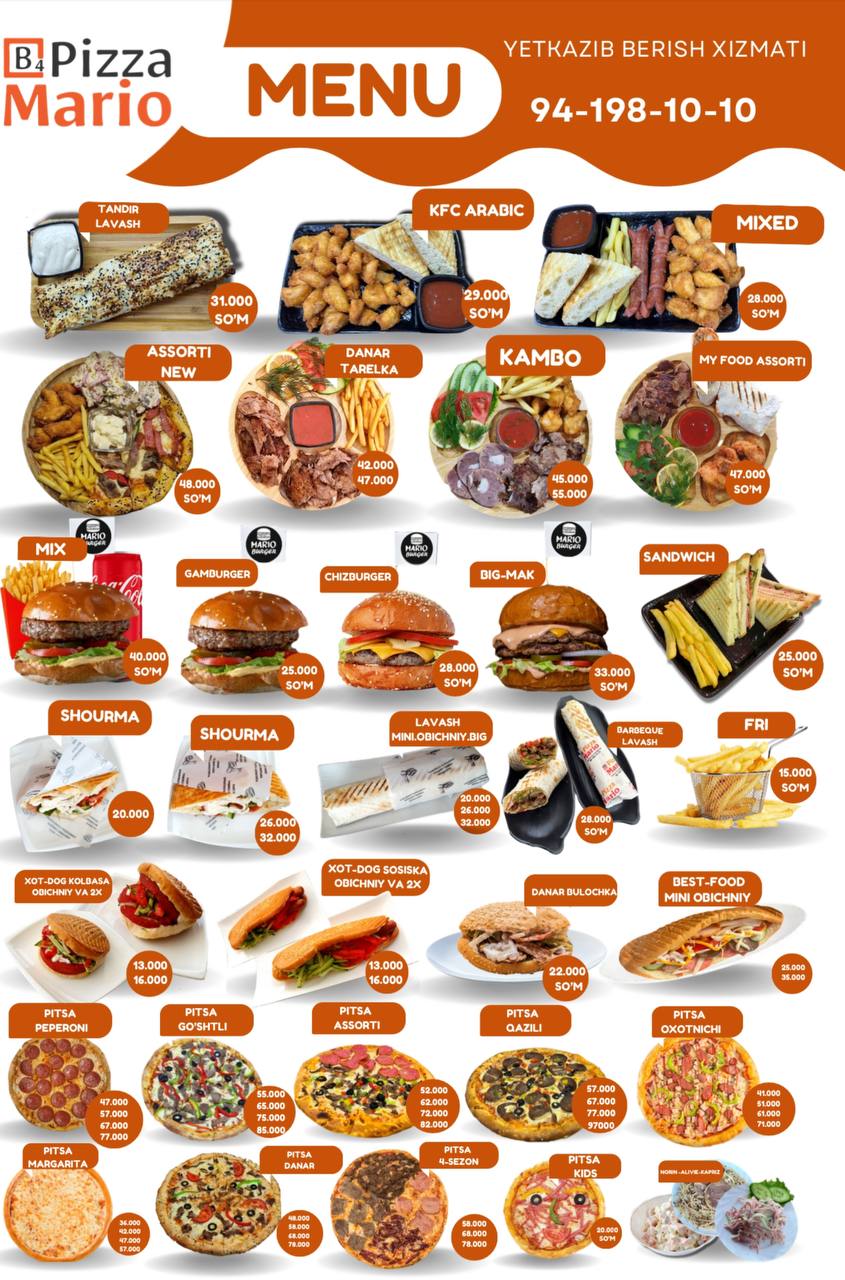 B4 Pizza
Mario
MENU
YETKAZIB BERISH XIZMATI
94-198-10-10
TANDIR
LAVASH
31.000
SO'M
KFC ARABIC
29.000
SO'M
MIXED
28.000
SO'M
ASSORTI
NEW
48.000
SO'M
DANAR
TARELKA
42.000
47.000
KAMBO
45.000
55.000
MY FOOD ASSORTI
47.000
SO'M
MIX
MARIO
BURGER
Coca-Cola
40.000
SO'M
GAMBURGER
MARIO
BURGER
25.000
SO'M
CHIZBURGER
MARIO
BURGER
28.000
SO'M
BIG-MAK
MARIO
BURGER
33.000
SO'M
SANDWICH
25.000
SO'M
SHOURMA
20.000
SHOURMA
26.000
32.000
LAVASH
MINI.OBICHNIY.BIG
20.000
26.000
32.000
BARBEQUE
LAVASH
28.000
SO'M
FRI
15.000
SO'M
XOT-DOG KOLBASA
OBICHNIY VA 2X
13.000
16.000
XOT-DOG SOSISKA
OBICHNIY VA 2X
13.000
16.000
DANAR BULOCHKA
22.000
SO'M
BEST-FOOD
MINI OBICHNIY
25.000
35.000
PITSA
PEPERONI
47.000
57.000
67.000
77.000
PITSA
GO'SHTLI
55.000
65.000
75.000
85.000
PITSA
ASSORTI
52.000
62.000
72.000
82.000
PITSA
QAZILI
57.000
67.000
77.000
97000
PITSA
OXOTNICHI
41.000
51.000
61.000
71.000
PITSA
MARGARITA
36.000
42.000
47.000
57.000
PITSA
DANAR
48.000
58.000
68.000
78.000
PITSA
4-SEZON
58.000
68.000
78.000
PITSA
KIDS
20.000
SO'M
NORIN-ALIVIE-KAPRIZ